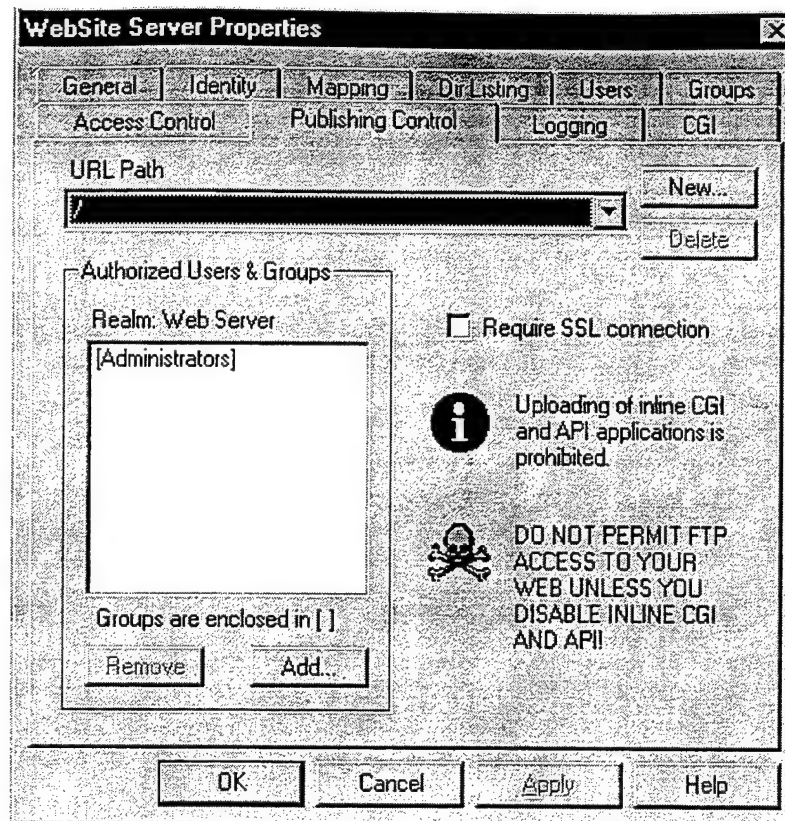 WebSite Server Properties
General Identity Mapping Dir Listing Users Groups
Access Control Publishing Control Logging CGI
URL Path
/
New...
Delete
Authorized Users & Groups
Realm: Web Server
[Administrators]
Groups are enclosed in [ ]
Remove Add...
Require SSL connection
Uploading of inline CGI
and API applications is
prohibited.
DO NOT PERMIT FTP
ACCESS TO YOUR
WEB UNLESS YOU
DISABLE INLINE CGI
AND API!
OK Cancel Apply Help